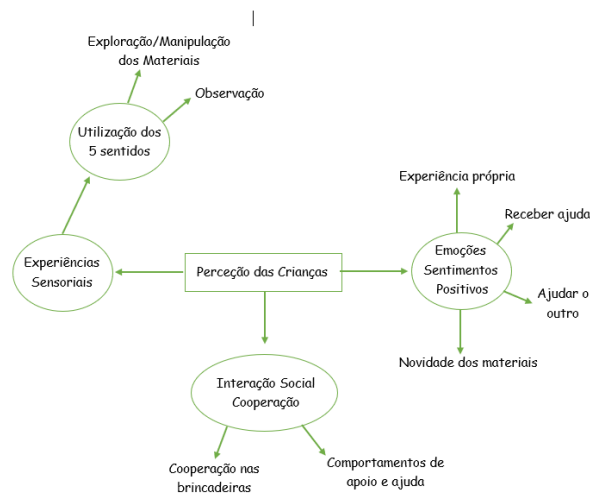 Exploração/Manipulação
dos Materiais
Observação
Utilização dos
5 sentidos
Experiência própria
Receber ajuda
Experiências
Sensoriais
Perceção das Crianças
Emoções
Sentimentos
Positivos
Ajudar o
outro
Novidade dos materiais
Interação Social
Cooperação
Cooperação nas
brincadeiras
Comportamentos de
apoio e ajuda